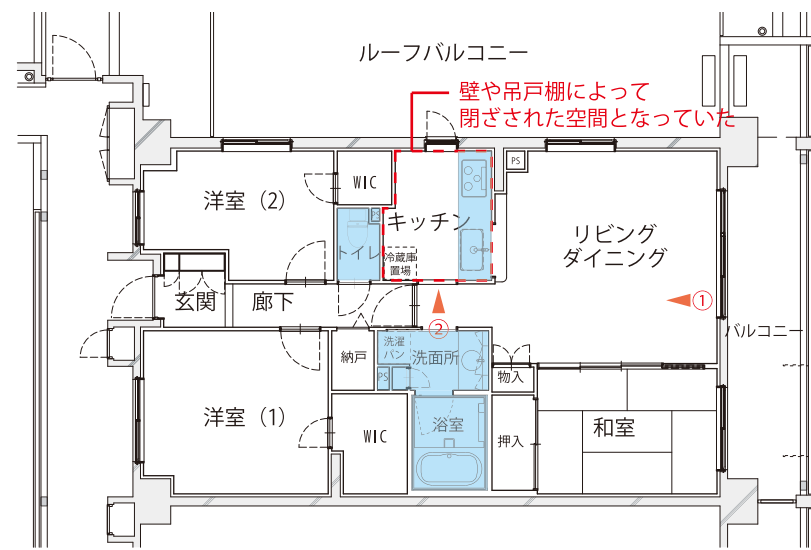 ルーフバルコニー
壁や吊戸棚によって
閉ざされた空間となっていた
PS
WIC
洋室（2）
キッチン
PS
トイレ
リビング
ダイニング
冷蔵庫
置場
玄関
廊下
①
②
バルコニー
洗濯
パン
納戸
洗面所
PS
物入
洋室（1）
WIC
浴室
押入
和室